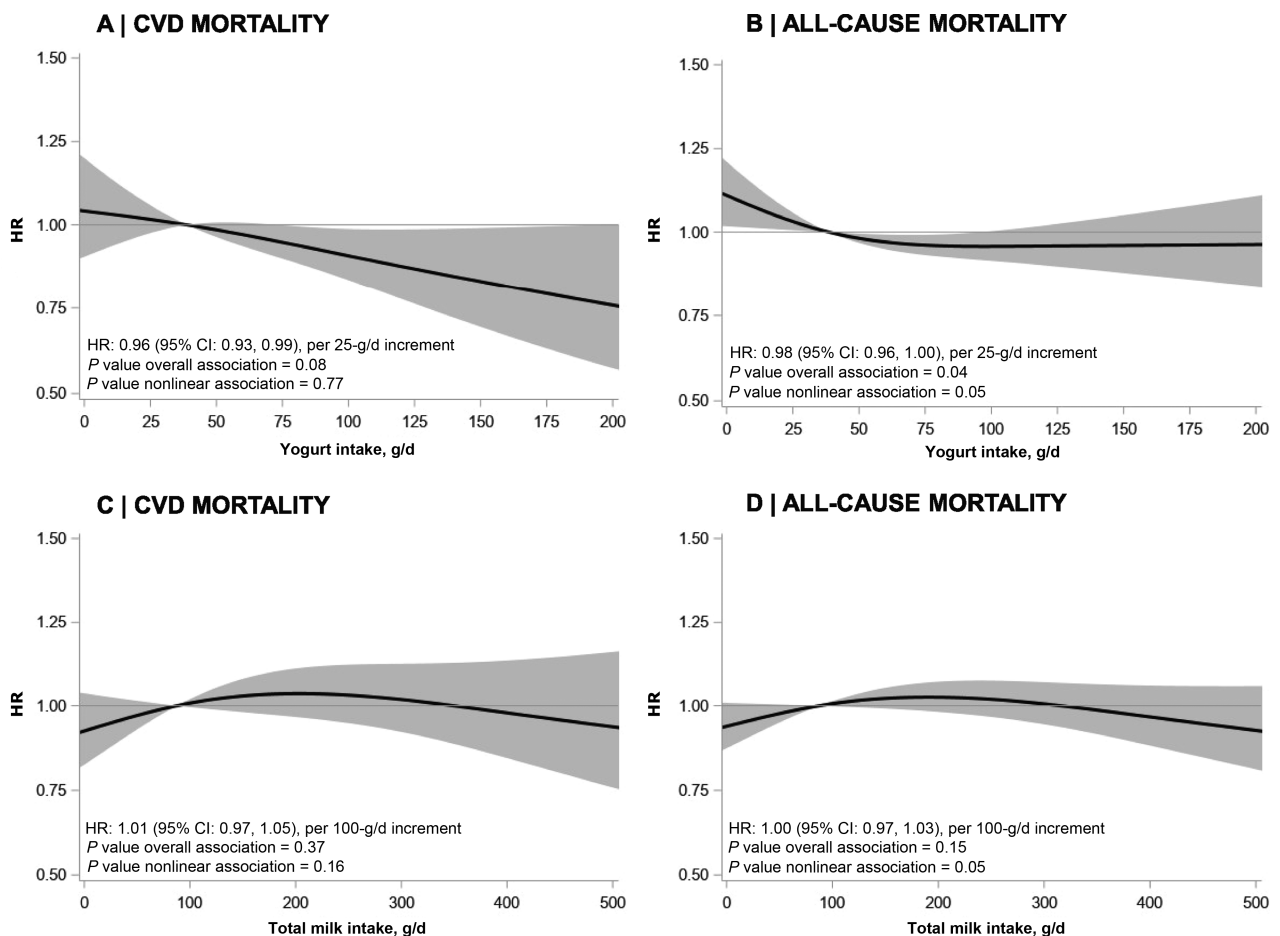 A | CVD MORTALITY
1.50
1.25
1.00
0.75
0.50
HR
HR: 0.96 (95% CI: 0.93, 0.99), per 25-g/d increment
P value overall association = 0.08
P value nonlinear association = 0.77
0 25 50 75 100 125 150 175 200
Yogurt intake, g/d
B | ALL-CAUSE MORTALITY
1.50
1.25
1.00
0.75
0.50
HR
HR: 0.98 (95% CI: 0.96, 1.00), per 25-g/d increment
P value overall association = 0.04
P value nonlinear association = 0.05
0 25 50 75 100 125 150 175 200
Yogurt intake, g/d
C | CVD MORTALITY
1.50
1.25
1.00
0.75
0.50
HR
HR: 1.01 (95% CI: 0.97, 1.05), per 100-g/d increment
P value overall association = 0.37
P value nonlinear association = 0.16
0 100 200 300 400 500
Total milk intake, g/d
D | ALL-CAUSE MORTALITY
1.50
1.25
1.00
0.75
0.50
HR
HR: 1.00 (95% CI: 0.97, 1.03), per 100-g/d increment
P value overall association = 0.15
P value nonlinear association = 0.05
0 100 200 300 400 500
Total milk intake, g/d